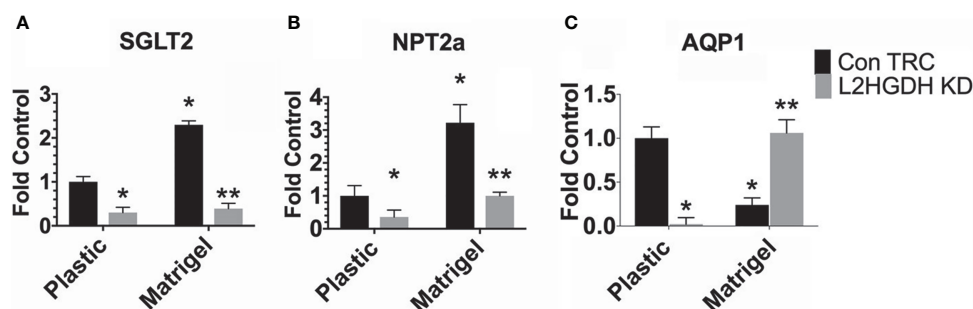 A
SGLT2
Fold Control
3
2
1
0
*
*
**
Plastic
Matrigel
B
NPT2a
Fold Control
4
3
2
1
0
*
*
**
Plastic
Matrigel
C
AQP1
Fold Control
1.5
1.0
0.5
0.0
*
*
**
Plastic
Matrigel
Con TRC
L2HGDH KD